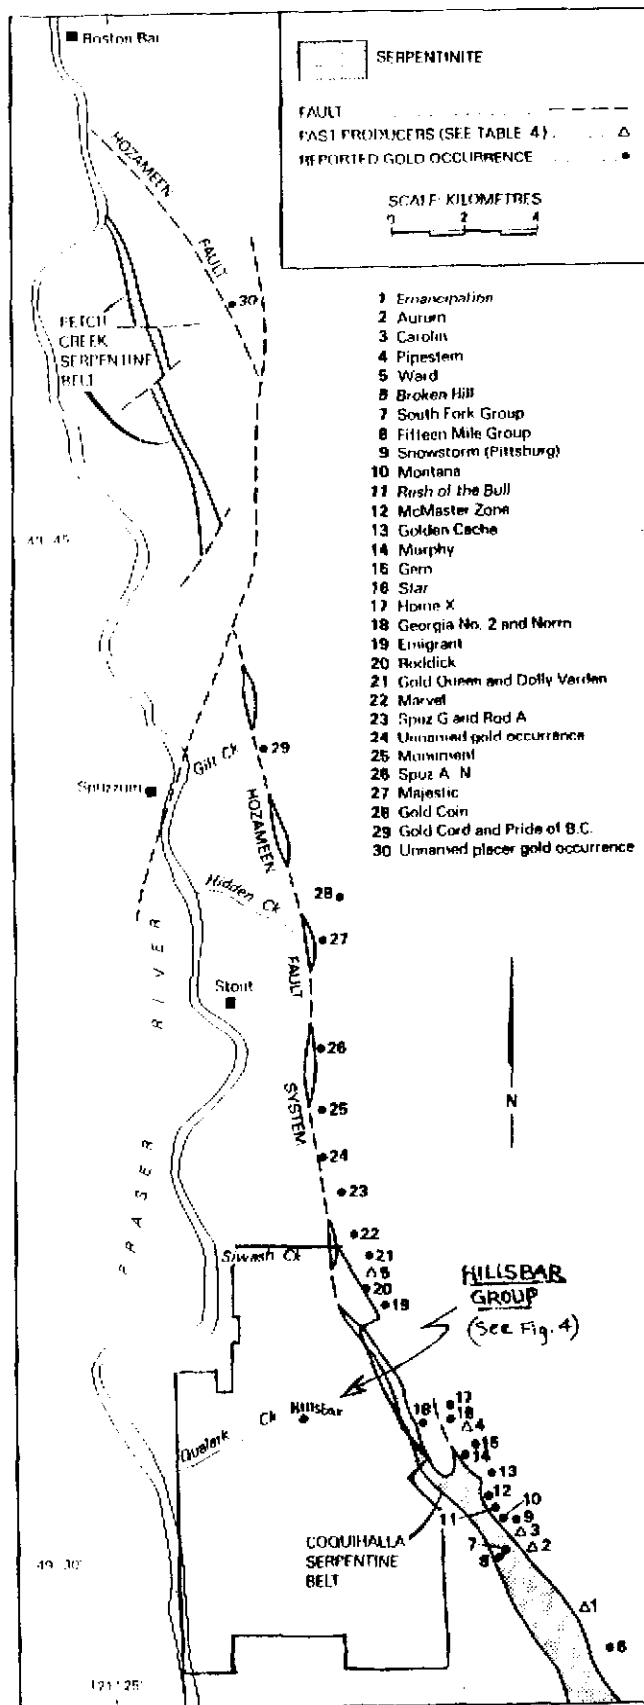 Boston Bar
SERPENTINITE
FAULT
PAST PRODUCERS (SEE TABLE 4)
REPORTED GOLD OCCURRENCE
SCALE: KILOMETRES
0 2 4
HOZAMEEN
FAULT
30
PETCH
CREEK
SERPENTINE
BELT
1 Emancipation
2 Aurum
3 Carolin
4 Pipestem
5 Ward
6 Broken Hill
7 South Fork Group
8 Fifteen Mile Group
9 Snowstorm (Pittsburg)
10 Montana
11 Rush of the Bull
12 McMaster Zone
13 Golden Cache
14 Murphy
15 Gem
16 Star
17 Home X
18 Georgia No. 2 and Norm
19 Emigrant
20 Roddick
21 Gold Queen and Dolly Varden
22 Marvel
23 Spuz G and Rod A
24 Unnamed gold occurrence
25 Monument
26 Spuz A N
27 Majestic
28 Gold Coin
29 Gold Cord and Pride of B.C.
30 Unnamed placer gold occurrence
49 45
29
Gilt Ck
Spuzzum
HOZAMEEN
Hidden Ck
28
27
FAULT
Stout
RIVER
26
N
25
SYSTEM
24
23
FRASER
22
Siwash Ck
21
5
20
19
HILLSBAR
GROUP
(See Fig. 4)
Hillsbar
Qualark Ck
17
18
16
4
15
14
13
12
10
11
9
3
COQUIHALLA
SERPENTINE
BELT
7
2
8
49 30
1
6
121 25